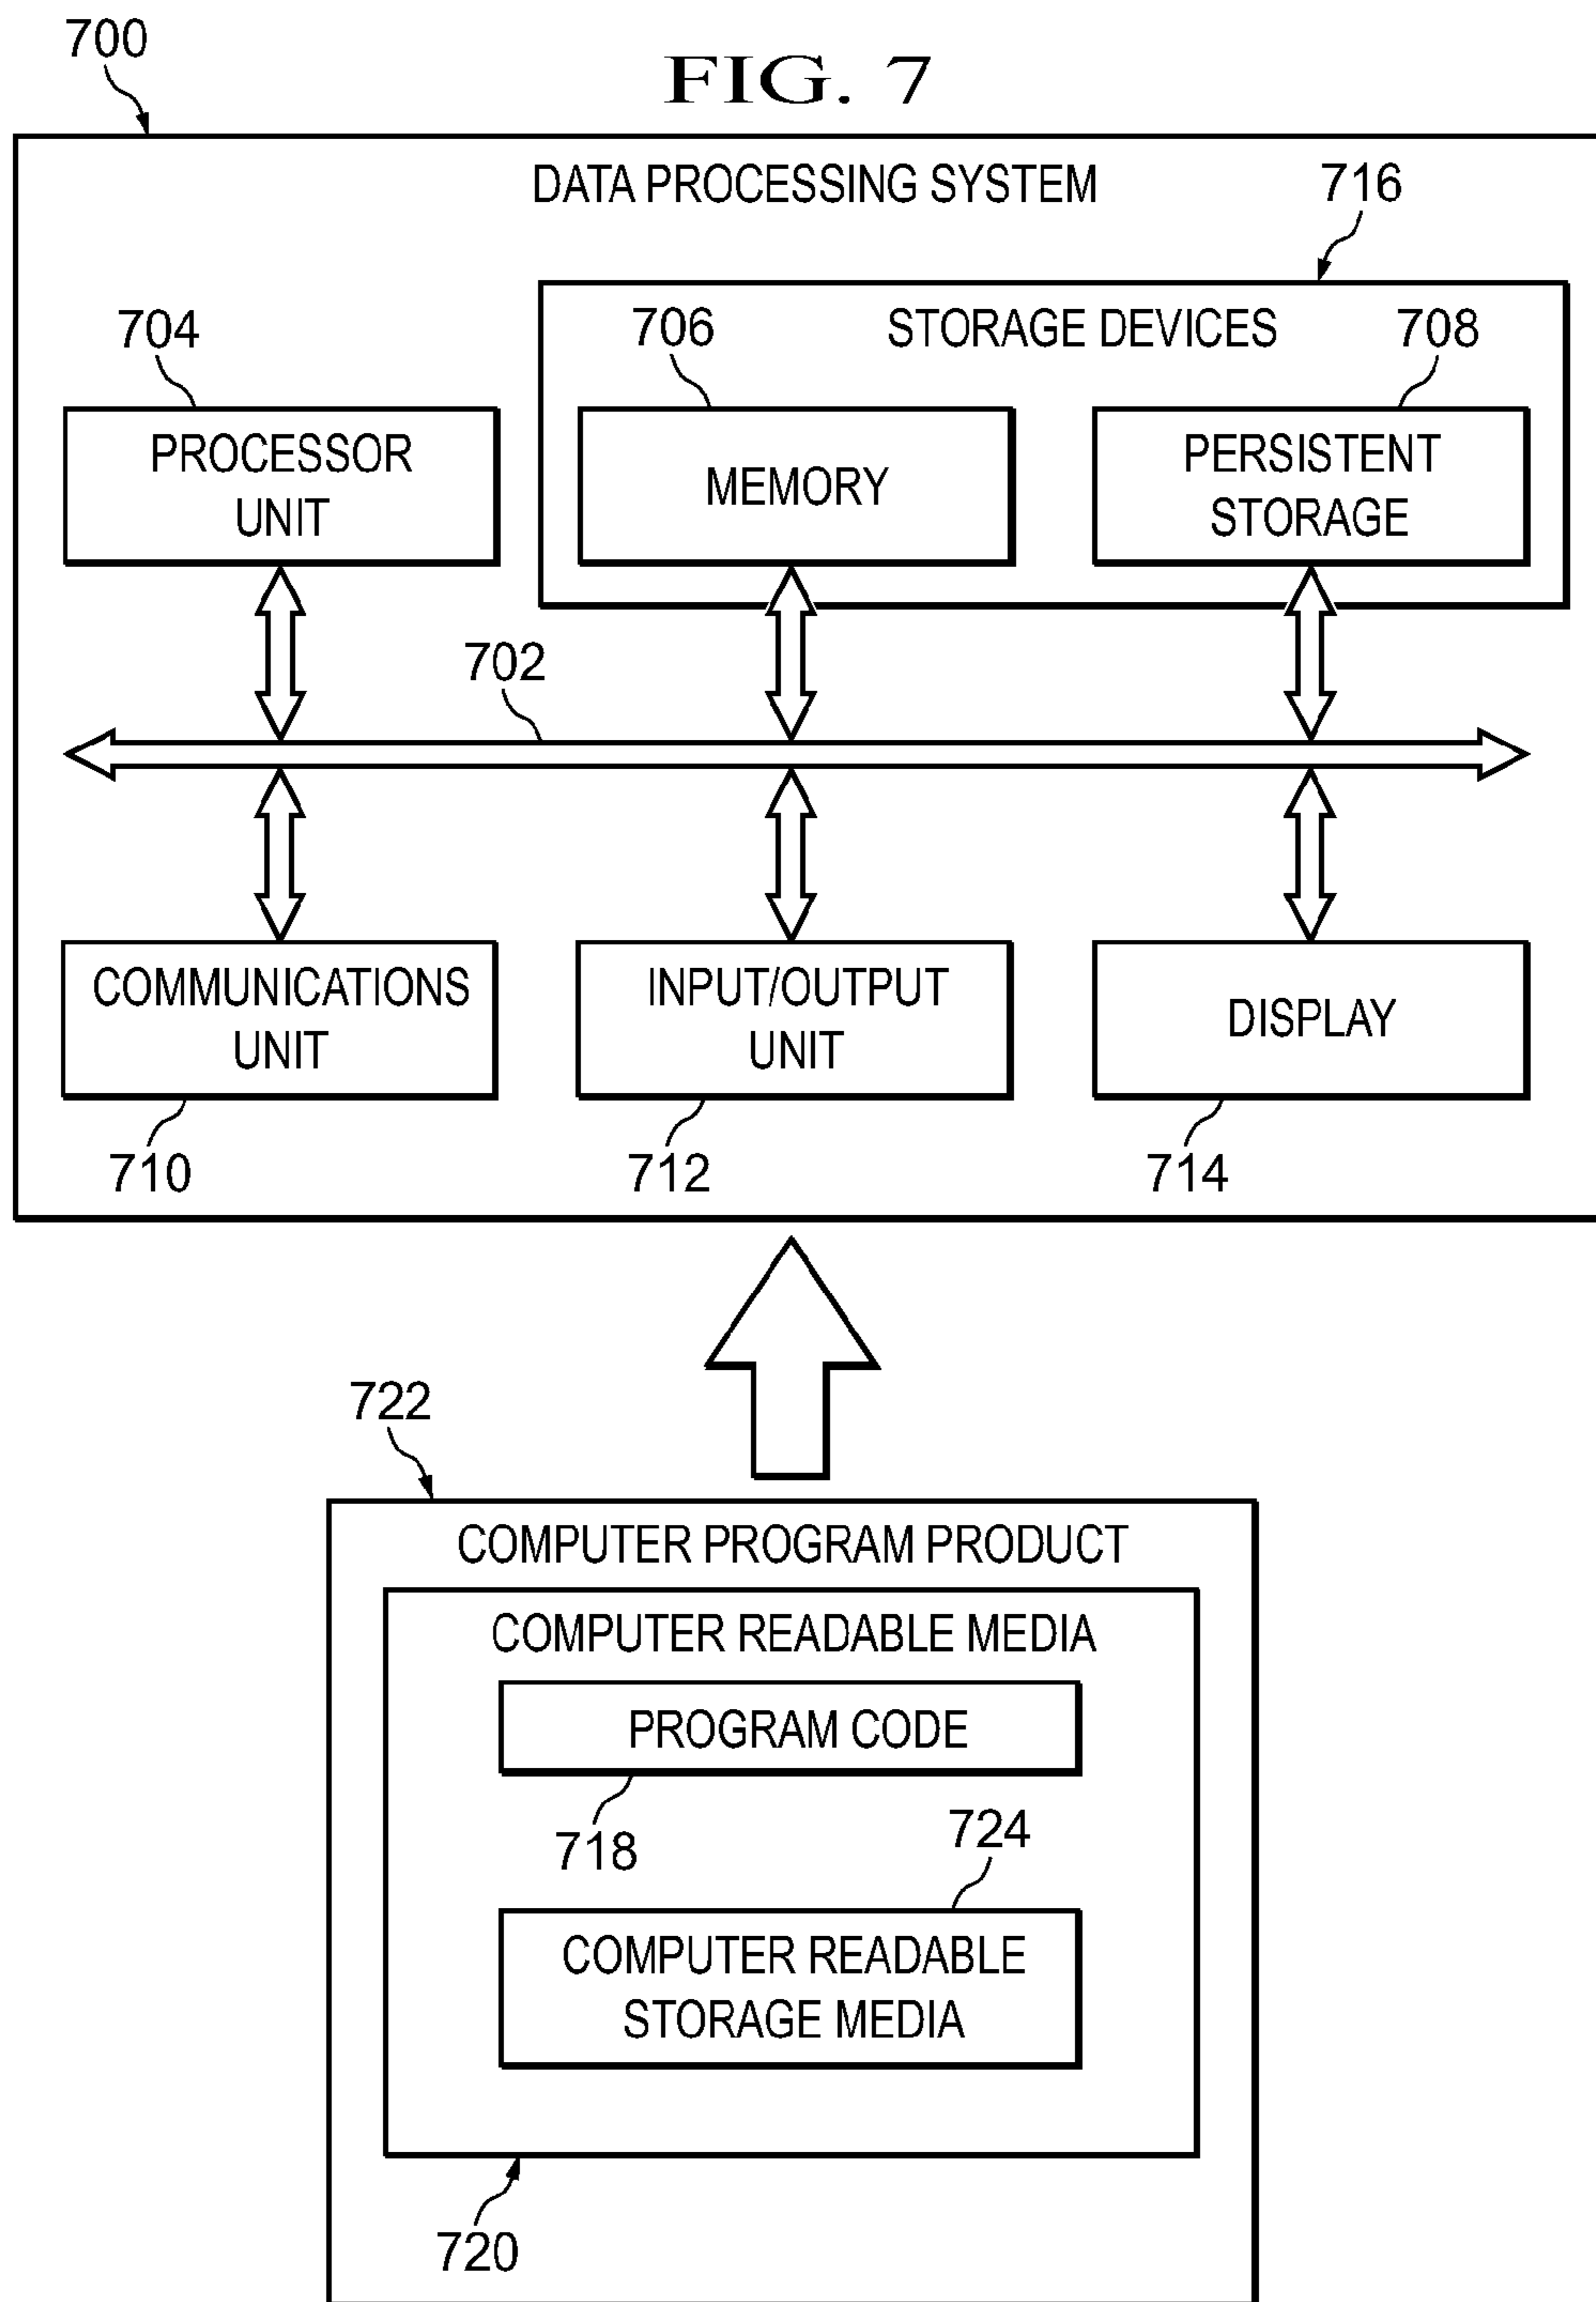 700
FIG. 7
DATA PROCESSING SYSTEM
716
704
706
STORAGE DEVICES
708
PROCESSOR
UNIT
MEMORY
PERSISTENT
STORAGE
702
COMMUNICATIONS
UNIT
INPUT/OUTPUT
UNIT
DISPLAY
710
712
714
722
COMPUTER PROGRAM PRODUCT
COMPUTER READABLE MEDIA
PROGRAM CODE
718
724
COMPUTER READABLE
STORAGE MEDIA
720